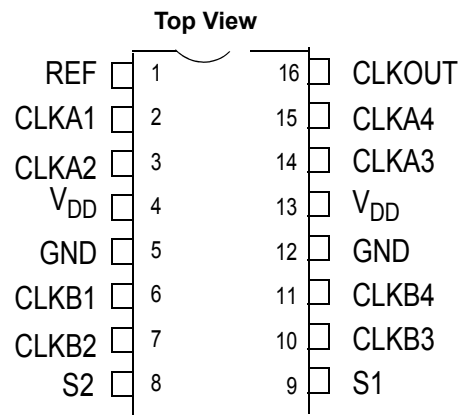 Top View
REF 1 16 CLKOUT
CLKA1 2 15 CLKA4
CLKA2 3 14 CLKA3
VDD 4 13 VDD
GND 5 12 GND
CLKB1 6 11 CLKB4
CLKB2 7 10 CLKB3
S2 8 9 S1